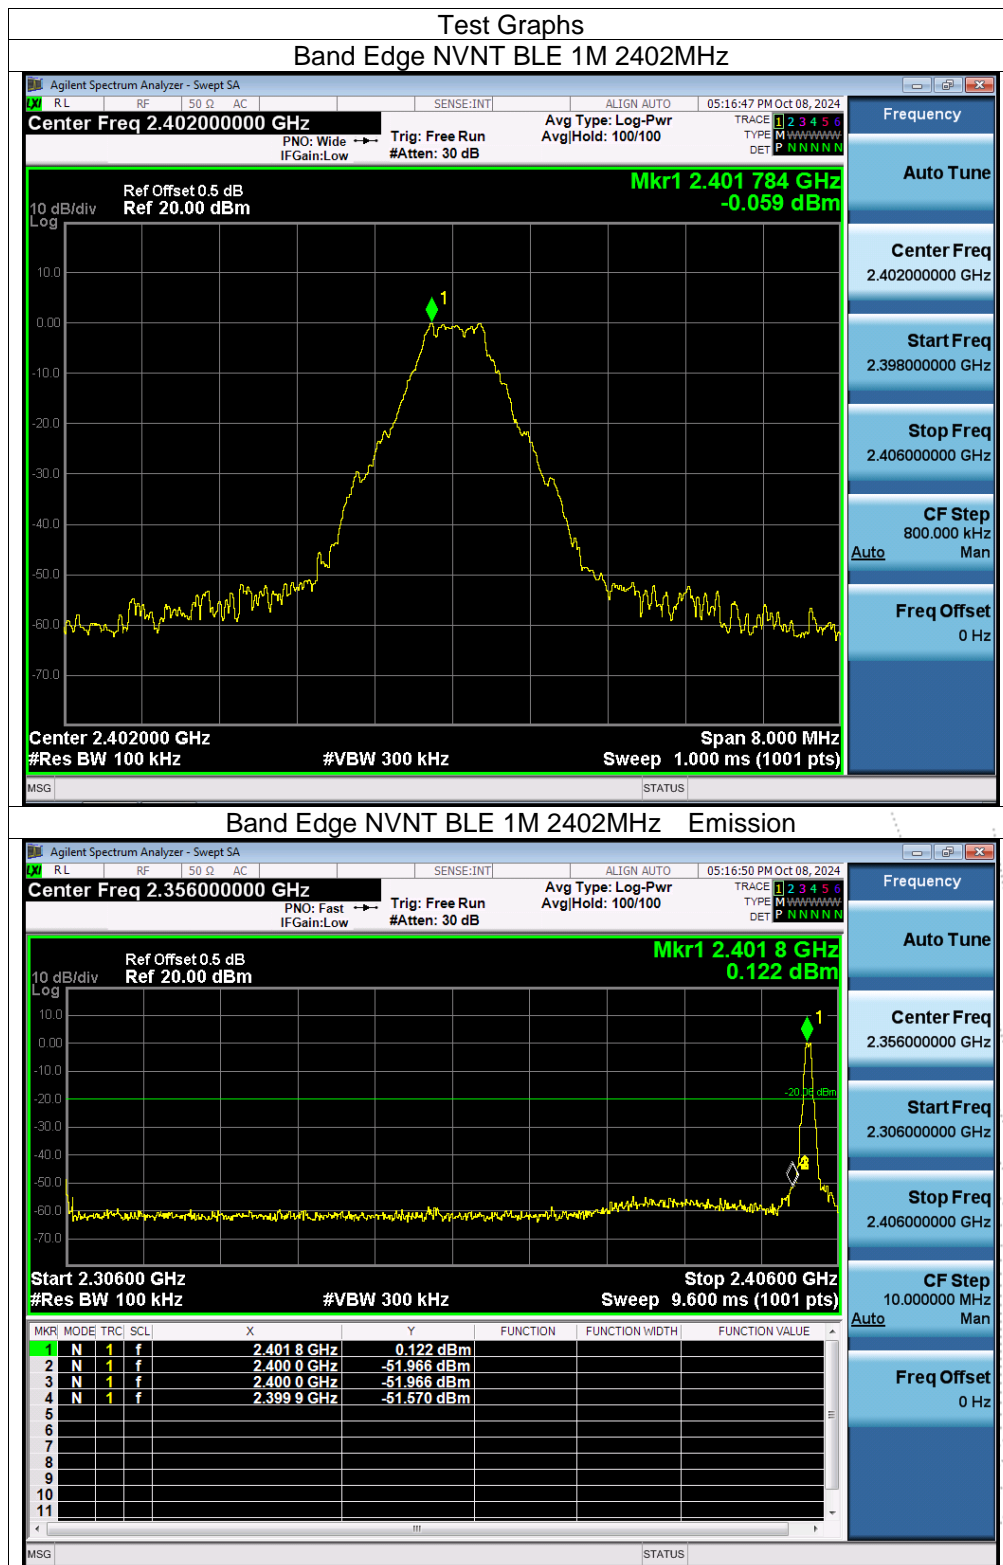 Test Graphs
Band Edge NVNT BLE 1M 2402MHz
Agilent Spectrum Analyzer - Swept SA
LXI RL RF 50 Ω AC SENSE:INT ALIGN AUTO 05:16:47 PM Oct 08, 2024
Center Freq 2.402000000 GHz
PNO: Wide
IFGain:Low
Trig: Free Run
#Atten: 30 dB
Avg Type: Log-Pwr
Avg|Hold: 100/100
TRACE 1 2 3 4 5 6
TYPE M WWWWW
DET P N N N N N
Frequency
Auto Tune
Center Freq
2.402000000 GHz
Start Freq
2.398000000 GHz
Stop Freq
2.406000000 GHz
CF Step
800.000 kHz
Auto Man
Freq Offset
0 Hz
Mkr1 2.401 784 GHz
-0.059 dBm
Ref Offset 0.5 dB
10 dB/div Ref 20.00 dBm
Log
10.0
1
0.00
-10.0
-20.0
-30.0
-40.0
-50.0
-60.0
-70.0
Center 2.402000 GHz Span 8.000 MHz
#Res BW 100 kHz #VBW 300 kHz Sweep 1.000 ms (1001 pts)
MSG STATUS
Band Edge NVNT BLE 1M 2402MHz Emission
Agilent Spectrum Analyzer - Swept SA
LXI RL RF 50 Ω AC SENSE:INT ALIGN AUTO 05:16:50 PM Oct 08, 2024
Center Freq 2.356000000 GHz
PNO: Fast
IFGain:Low
Trig: Free Run
#Atten: 30 dB
Avg Type: Log-Pwr
Avg|Hold: 100/100
TRACE 1 2 3 4 5 6
TYPE M WWWWW
DET P N N N N N
Frequency
Auto Tune
Center Freq
2.356000000 GHz
Start Freq
2.306000000 GHz
Stop Freq
2.406000000 GHz
CF Step
10.000000 MHz
Auto Man
Freq Offset
0 Hz
Mkr1 2.401 8 GHz
0.122 dBm
Ref Offset 0.5 dB
10 dB/div Ref 20.00 dBm
Log
10.0
1
0.00
-10.0
-20.0
-20.06 dBm
-30.0
-40.0
-50.0
-60.0
-70.0
Start 2.30600 GHz Stop 2.40600 GHz
#Res BW 100 kHz #VBW 300 kHz Sweep 9.600 ms (1001 pts)
MKR MODE TRC SCL X Y FUNCTION FUNCTION WIDTH FUNCTION VALUE
1 N 1 f 2.401 8 GHz 0.122 dBm
2 N 1 f 2.400 0 GHz -51.966 dBm
3 N 1 f 2.400 0 GHz -51.966 dBm
4 N 1 f 2.399 9 GHz -51.570 dBm
5
6
7
8
9
10
11
MSG STATUS